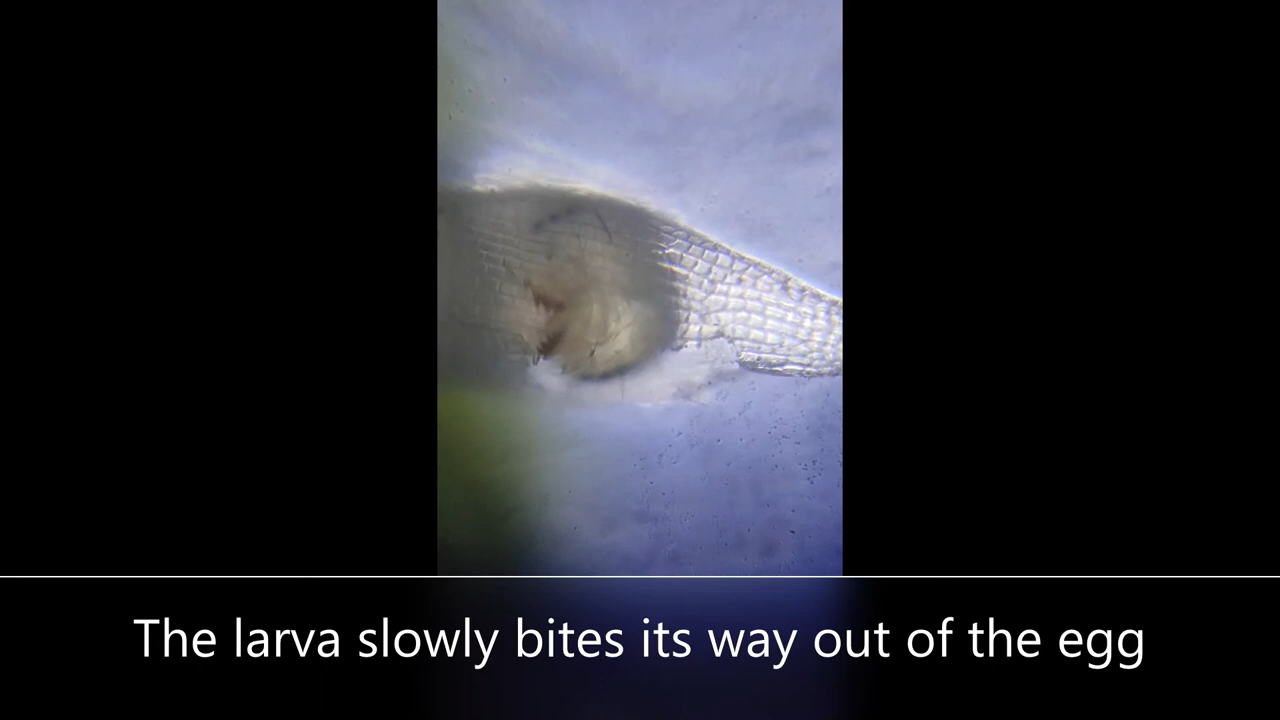 The larva slowly bites its way out of the egg